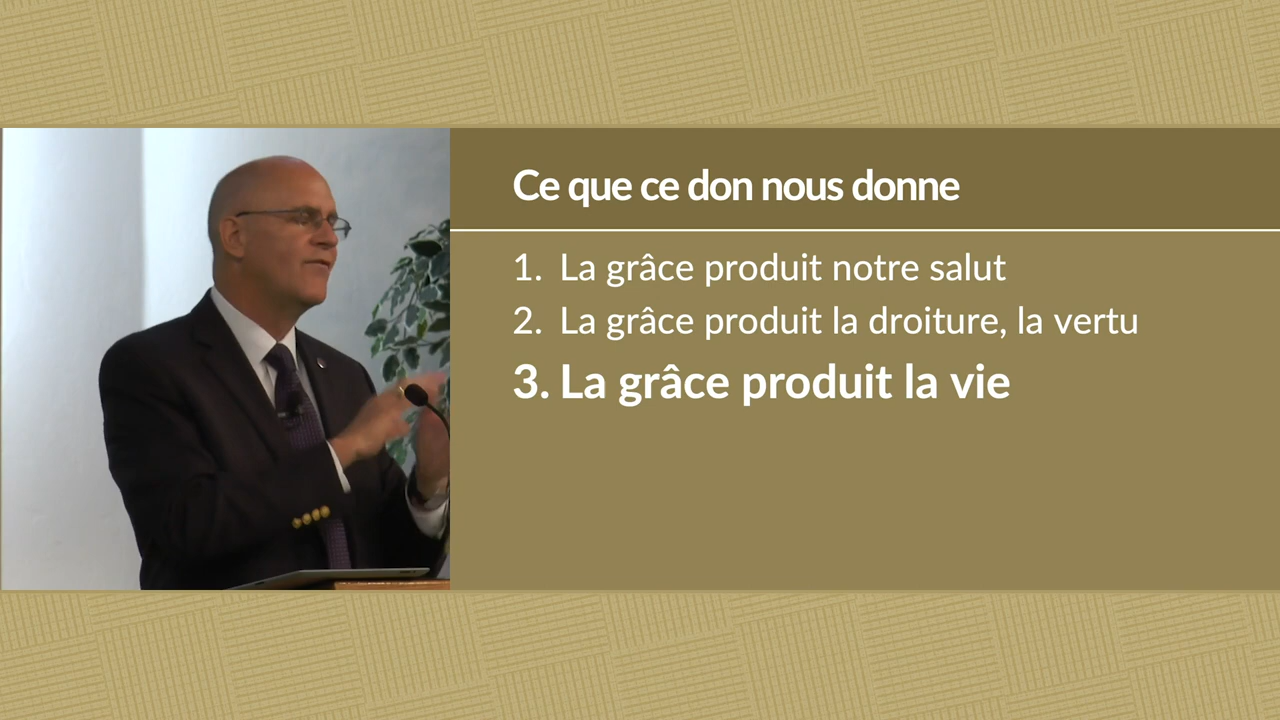 Ce que ce don nous donne
1. La grâce produit notre salut
2. La grâce produit la droiture, la vertu
3. La grâce produit la vie